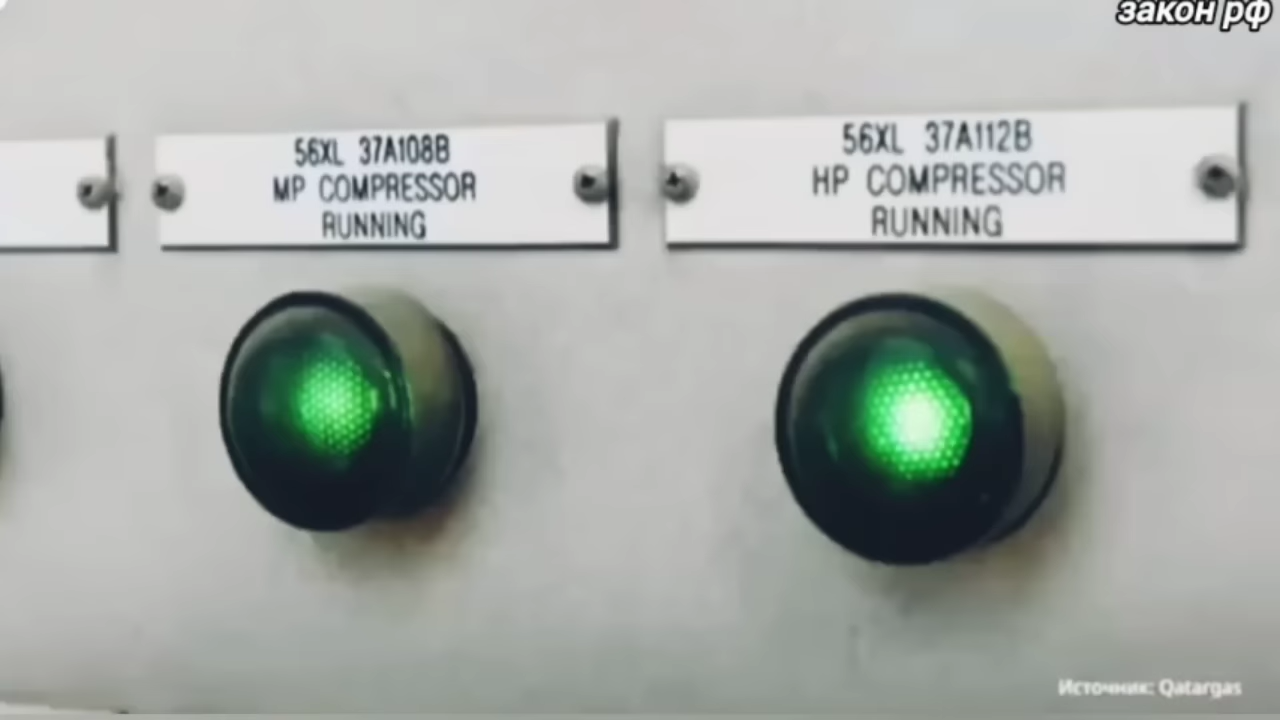 закон рф
56XL 37A108B
MP COMPRESSOR
RUNNING
56XL 37A112B
HP COMPRESSOR
RUNNING
Источник: Qatargas